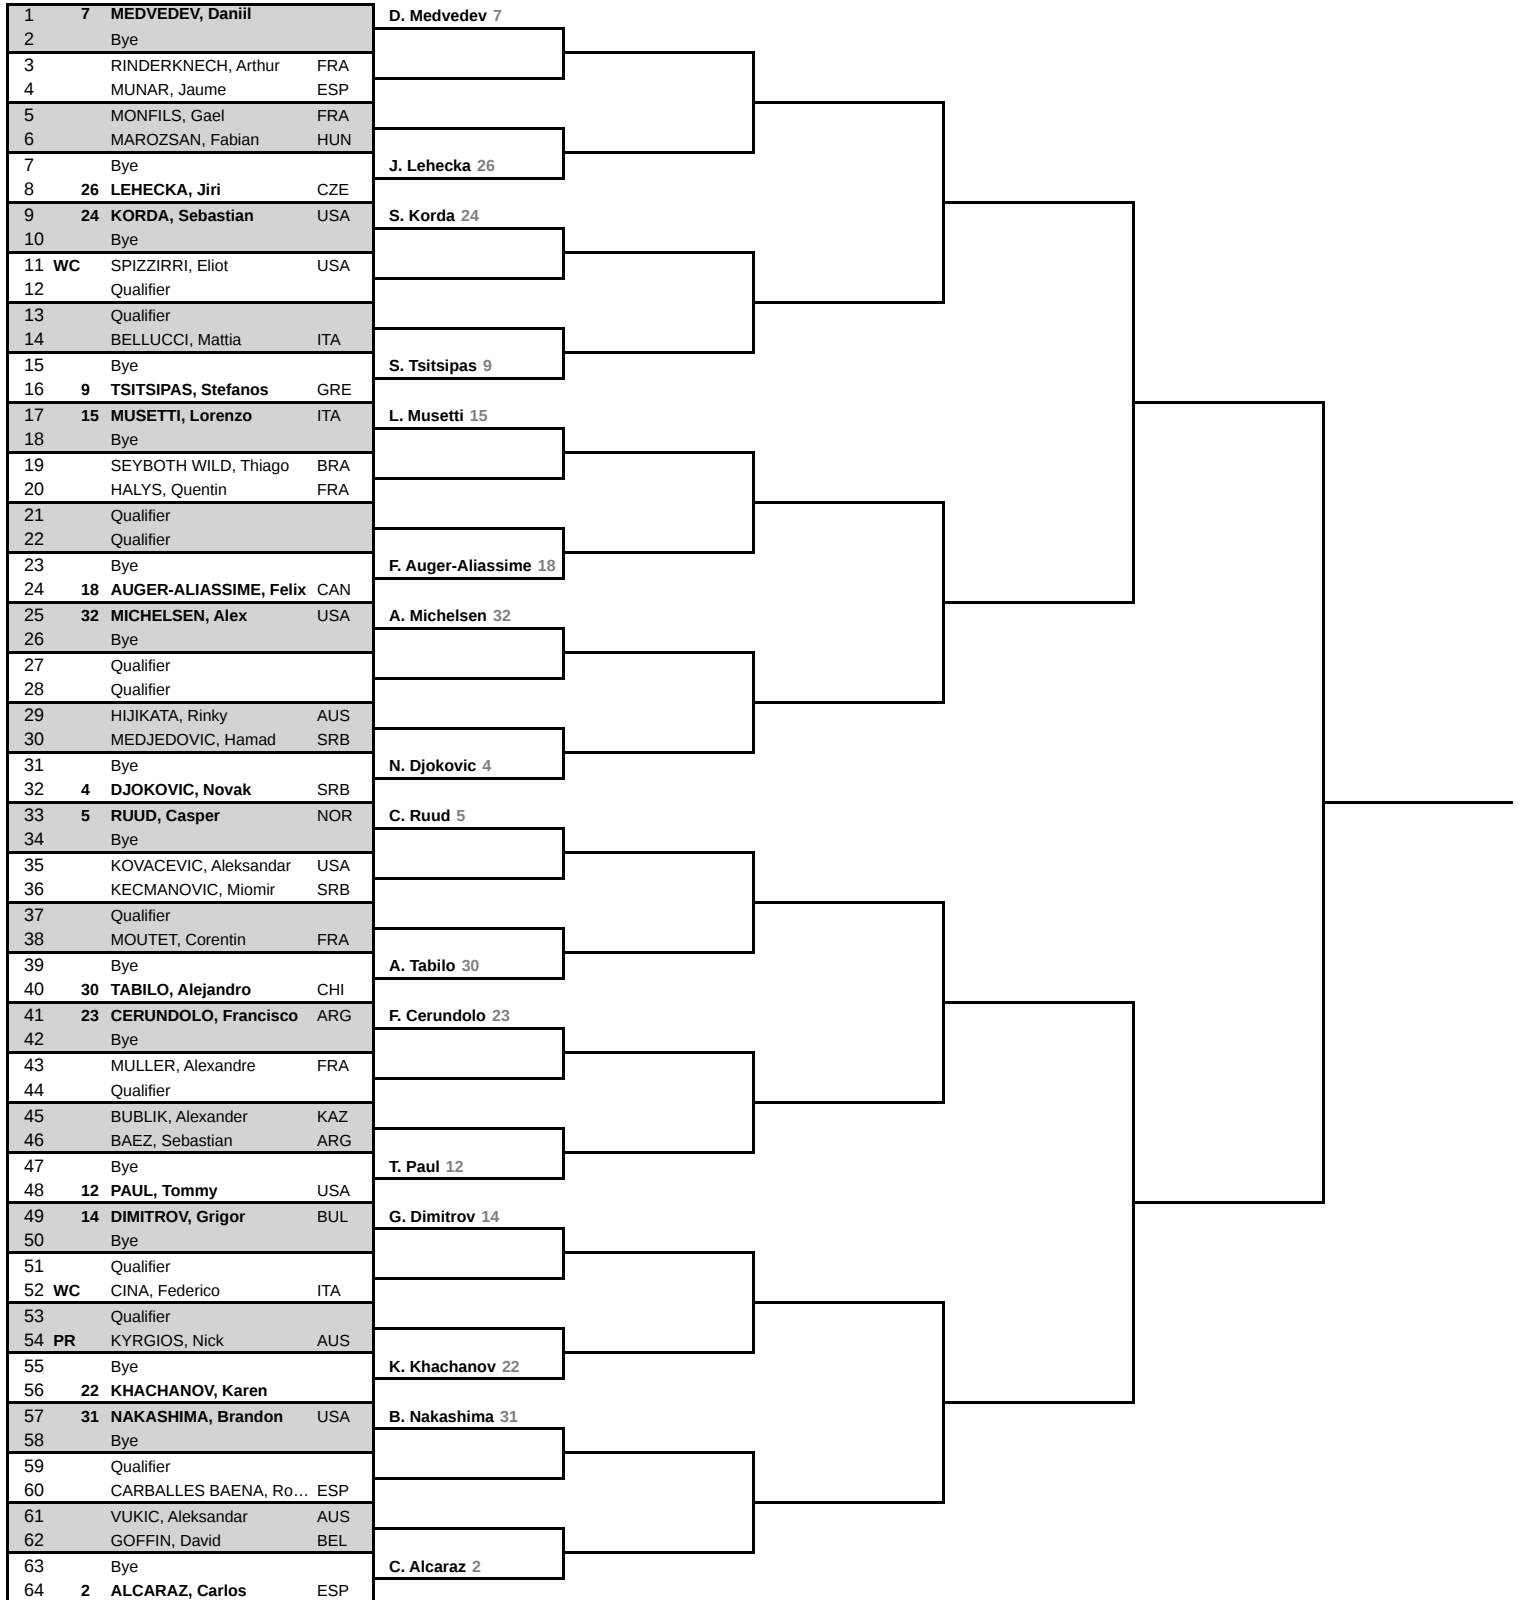 1 7 MEDVEDEV, Daniil D. Medvedev 7
2 Bye
3 RINDERKNECH, Arthur FRA
4 MUNAR, Jaume ESP
5 MONFILS, Gael FRA
6 MAROZSAN, Fabian HUN
7 Bye J. Lehecka 26
8 26 LEHECKA, Jiri CZE
9 24 KORDA, Sebastian USA S. Korda 24
10 Bye
11 WC SPIZZIRRI, Eliot USA
12 Qualifier
13 Qualifier
14 BELLUCCI, Mattia ITA
15 Bye S. Tsitsipas 9
16 9 TSITSIPAS, Stefanos GRE
17 15 MUSETTI, Lorenzo ITA L. Musetti 15
18 Bye
19 SEYBOTH WILD, Thiago BRA
20 HALYS, Quentin FRA
21 Qualifier
22 Qualifier
23 Bye F. Auger-Aliassime 18
24 18 AUGER-ALIASSIME, Felix CAN
25 32 MICHELSEN, Alex USA A. Michelsen 32
26 Bye
27 Qualifier
28 Qualifier
29 HIJIKATA, Rinky AUS
30 MEDJEDOVIC, Hamad SRB
31 Bye N. Djokovic 4
32 4 DJOKOVIC, Novak SRB
33 5 RUUD, Casper NOR C. Ruud 5
34 Bye
35 KOVACEVIC, Aleksandar USA
36 KECMANOVIC, Miomir SRB
37 Qualifier
38 MOUTET, Corentin FRA
39 Bye A. Tabilo 30
40 30 TABILO, Alejandro CHI
41 23 CERUNDOLO, Francisco ARG F. Cerundolo 23
42 Bye
43 MULLER, Alexandre FRA
44 Qualifier
45 BUBLIK, Alexander KAZ
46 BAEZ, Sebastian ARG
47 Bye T. Paul 12
48 12 PAUL, Tommy USA
49 14 DIMITROV, Grigor BUL G. Dimitrov 14
50 Bye
51 Qualifier
52 WC CINA, Federico ITA
53 Qualifier
54 PR KYRGIOS, Nick AUS
55 Bye K. Khachanov 22
56 22 KHACHANOV, Karen
57 31 NAKASHIMA, Brandon USA B. Nakashima 31
58 Bye
59 Qualifier
60 CARBALLES BAENA, Ro… ESP
61 VUKIC, Aleksandar AUS
62 GOFFIN, David BEL
63 Bye C. Alcaraz 2
64 2 ALCARAZ, Carlos ESP